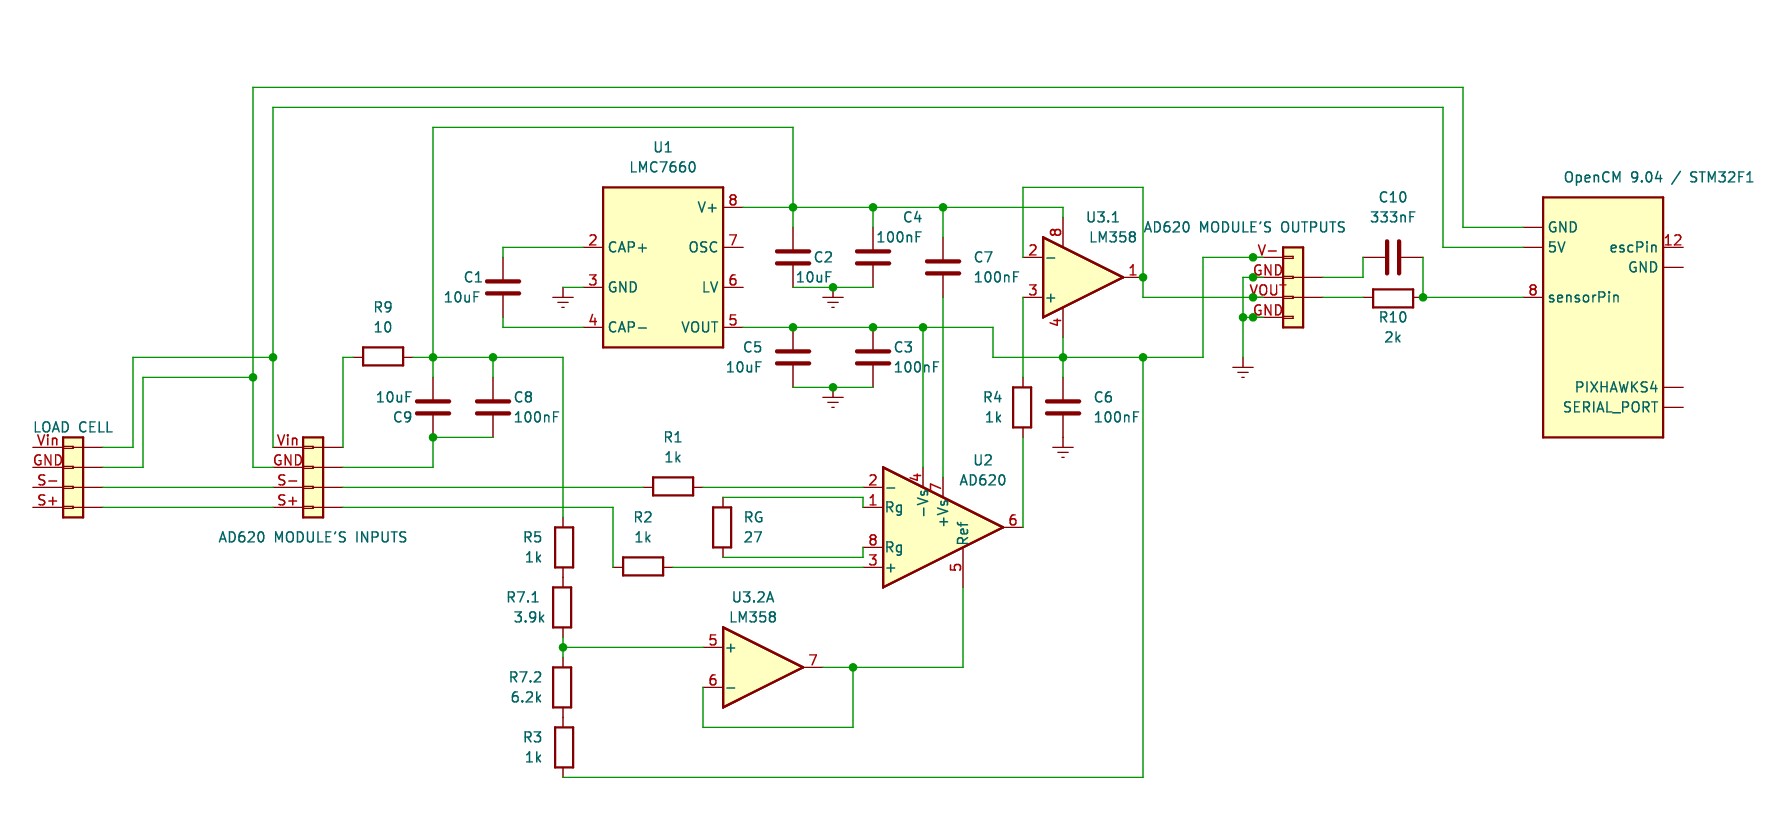 U1
LMC7660
OpenCM 9.04 / STM32F1
V+
8
2
CAP+
OSC
7
3
GND
LV
6
4
CAP-
VOUT
5
C1
10uF
C2
10uF
C4
100nF
C7
100nF
C5
10uF
C3
100nF
U3.1
LM358
8
2
-
1
3
+
4
AD620 MODULE'S OUTPUTS
V-
GND
VOUT
GND
C10
333nF
R10
2k
GND
5V
escPin
12
GND
8
sensorPin
PIXHAWKS4
SERIAL_PORT
R9
10
10uF
C9
C8
100nF
R4
1k
C6
100nF
LOAD CELL
Vin
GND
S-
S+
Vin
GND
S-
S+
AD620 MODULE'S INPUTS
R1
1k
R2
1k
RG
27
U2
AD620
2
-
1
Rg
8
Rg
3
+
4
-Vs
7
+Vs
Ref
5
6
R5
1k
R7.1
3.9k
R7.2
6.2k
R3
1k
U3.2A
LM358
5
+
7
6
-